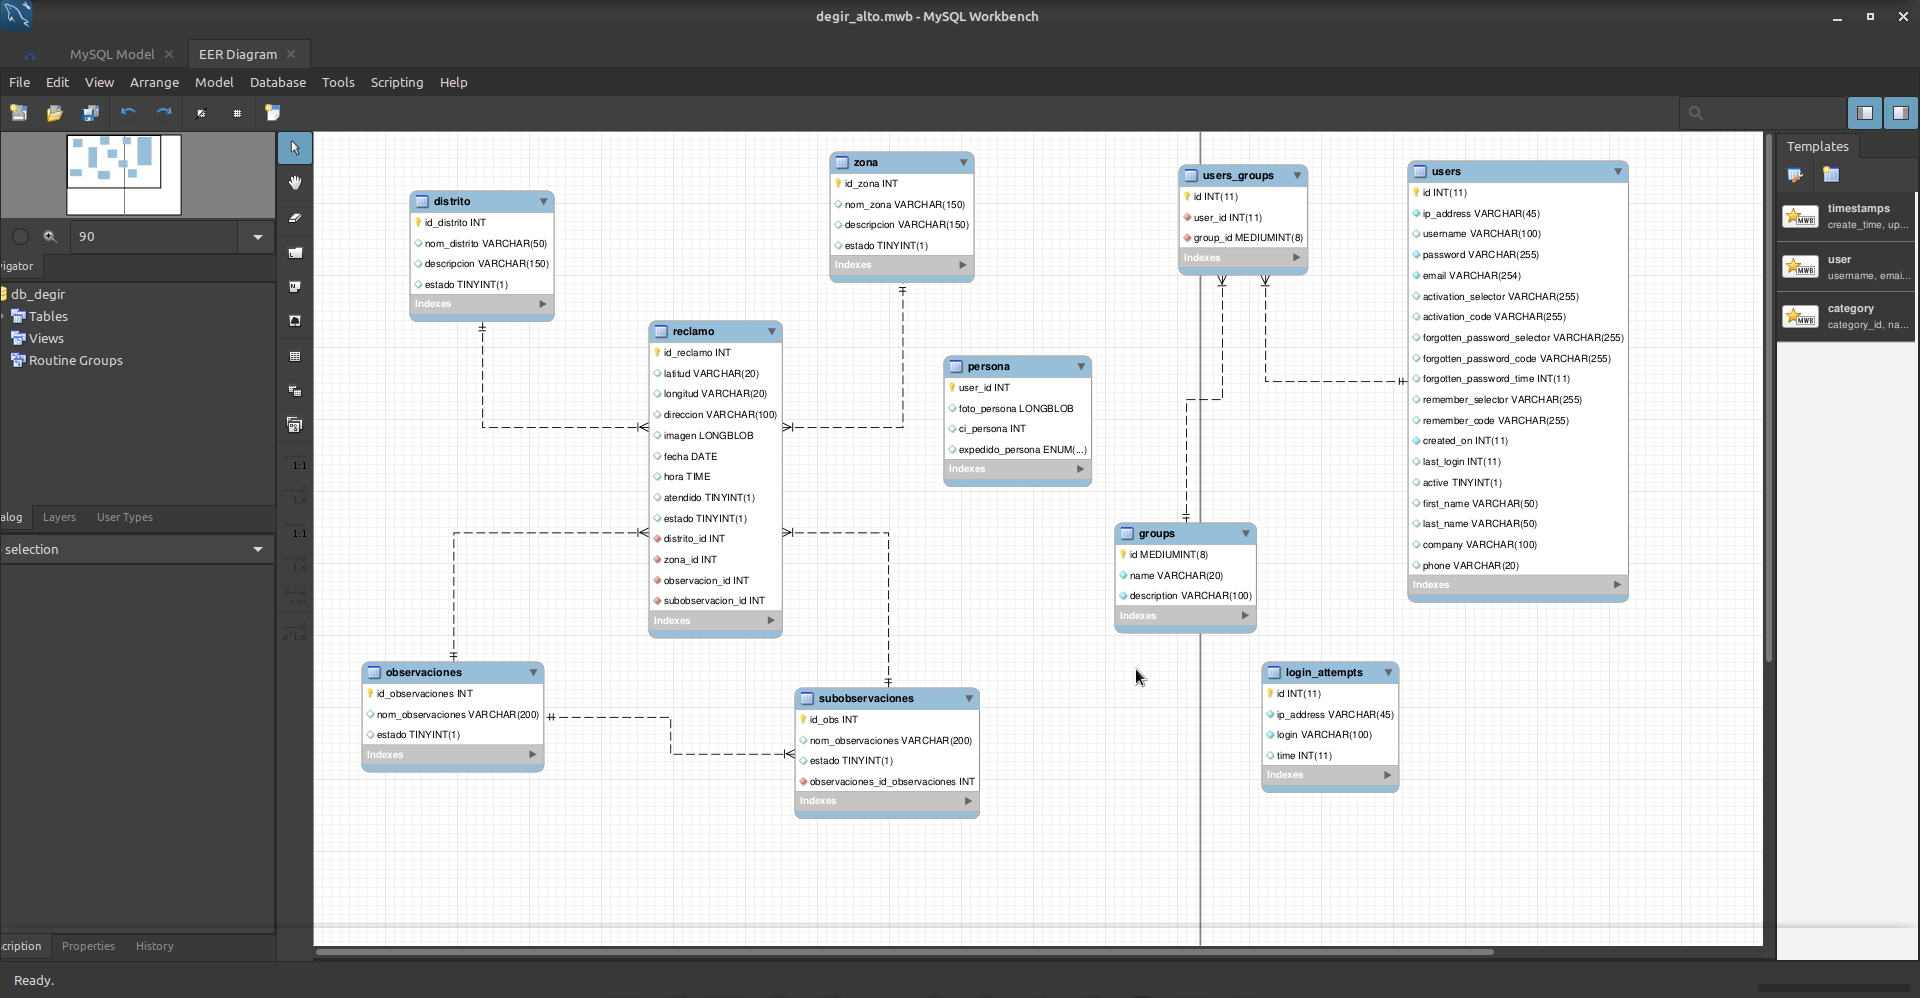 degir_alto.mwb - MySQL Workbench
MySQL Model
EER Diagram
File Edit View Arrange Model Database Tools Scripting Help
90
vigator
db_degir
Tables
Views
Routine Groups
alog Layers User Types
selection
scription Properties History
Ready.
1:1
1:n
1:1
1:n
n:m
1:n
distrito
id_distrito INT
nom_distrito VARCHAR(50)
descripcion VARCHAR(150)
estado TINYINT(1)
Indexes
zona
id_zona INT
nom_zona VARCHAR(150)
descripcion VARCHAR(150)
estado TINYINT(1)
Indexes
reclamo
id_reclamo INT
latitud VARCHAR(20)
longitud VARCHAR(20)
direccion VARCHAR(100)
imagen LONGBLOB
fecha DATE
hora TIME
atendido TINYINT(1)
estado TINYINT(1)
distrito_id INT
zona_id INT
observacion_id INT
subobservacion_id INT
Indexes
persona
user_id INT
foto_persona LONGBLOB
ci_persona INT
expedido_persona ENUM(...)
Indexes
users_groups
id INT(11)
user_id INT(11)
group_id MEDIUMINT(8)
Indexes
users
id INT(11)
ip_address VARCHAR(45)
username VARCHAR(100)
password VARCHAR(255)
email VARCHAR(254)
activation_selector VARCHAR(255)
activation_code VARCHAR(255)
forgotten_password_selector VARCHAR(255)
forgotten_password_code VARCHAR(255)
forgotten_password_time INT(11)
remember_selector VARCHAR(255)
remember_code VARCHAR(255)
created_on INT(11)
last_login INT(11)
active TINYINT(1)
first_name VARCHAR(50)
last_name VARCHAR(50)
company VARCHAR(100)
phone VARCHAR(20)
Indexes
groups
id MEDIUMINT(8)
name VARCHAR(20)
description VARCHAR(100)
Indexes
observaciones
id_observaciones INT
nom_observaciones VARCHAR(200)
estado TINYINT(1)
Indexes
subobservaciones
id_obs INT
nom_observaciones VARCHAR(200)
estado TINYINT(1)
observaciones_id_observaciones INT
Indexes
login_attempts
id INT(11)
ip_address VARCHAR(45)
login VARCHAR(100)
time INT(11)
Indexes
Templates
MWB
timestamps
create_time, up...
MWB
user
username, emai...
MWB
category
category_id, na...